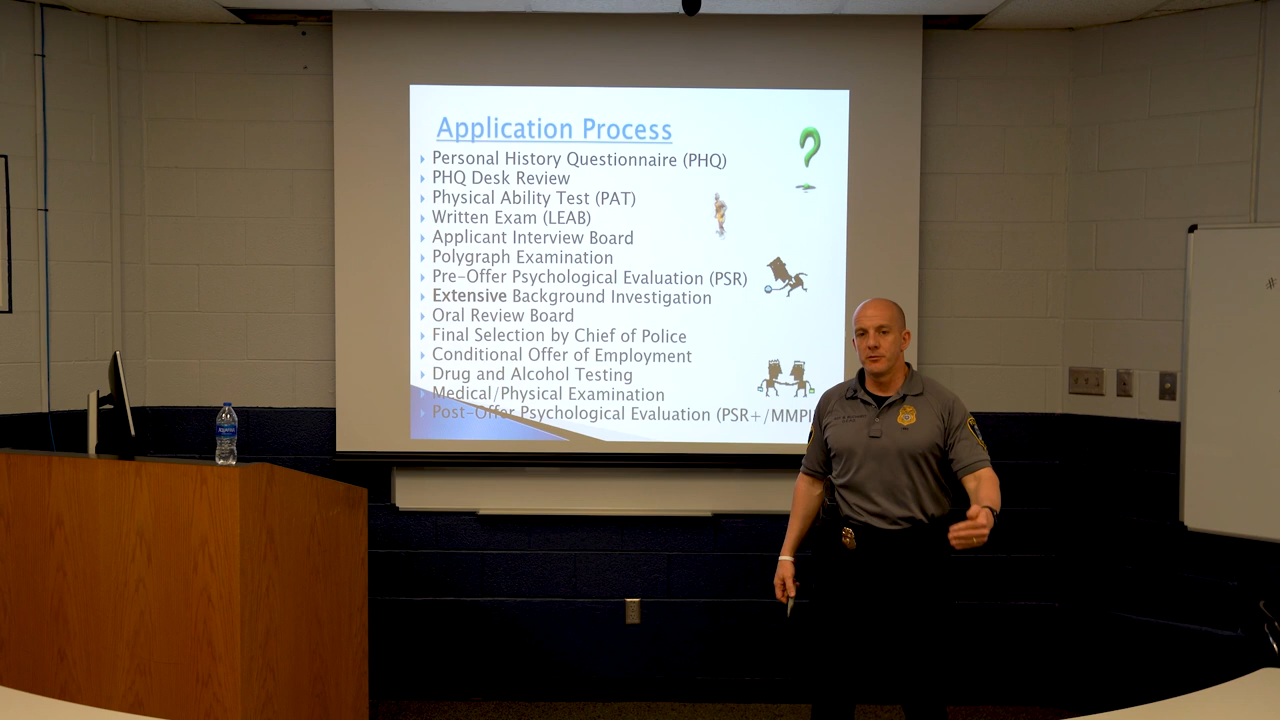 Application Process
Personal History Questionnaire (PHQ)
PHQ Desk Review
Physical Ability Test (PAT)
Written Exam (LEAB)
Applicant Interview Board
Polygraph Examination
Pre-Offer Psychological Evaluation (PSR)
Extensive Background Investigation
Oral Review Board
Final Selection by Chief of Police
Conditional Offer of Employment
Drug and Alcohol Testing
Medical/Physical Examination
Post-Offer Psychological Evaluation (PSR+/MMPI
#